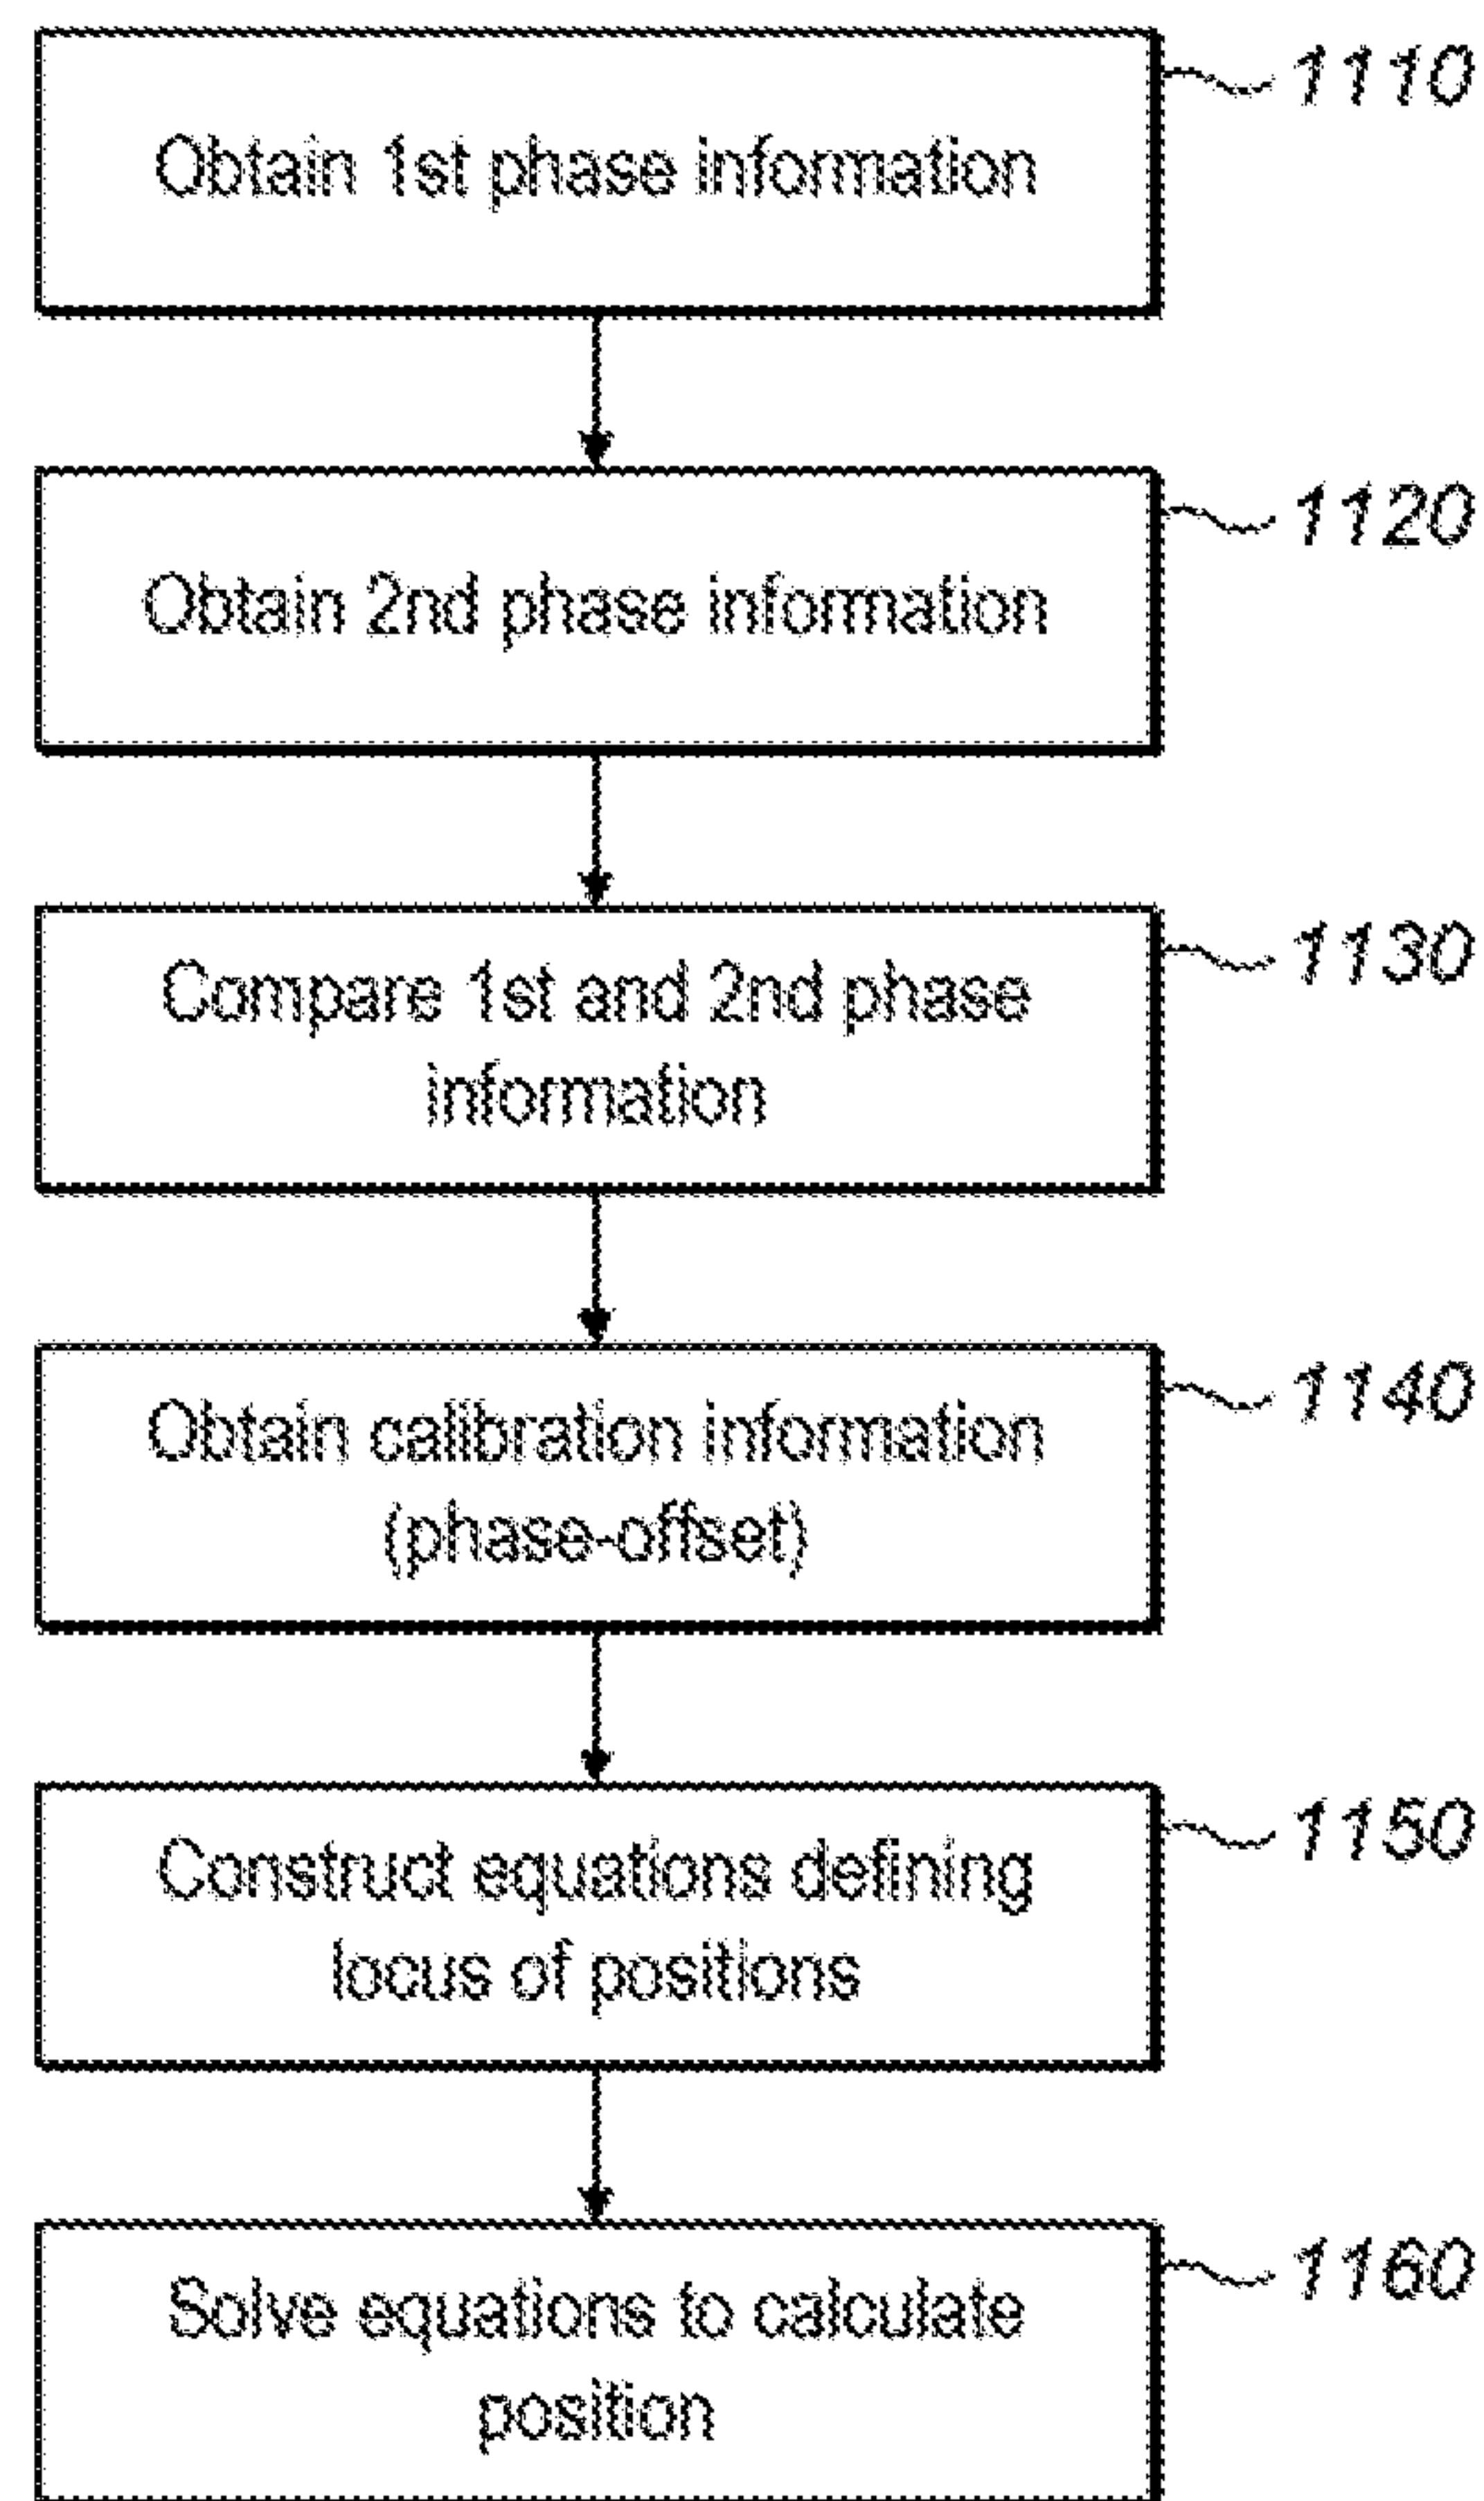 1110
Obtain 1st phase information
1120
Obtain 2nd phase information
1130
Compare 1st and 2nd phase
information
1140
Obtain calibration information
(phase-offset)
1150
Construct equations defining
locus of positions
1160
Solve equations to calculate
position